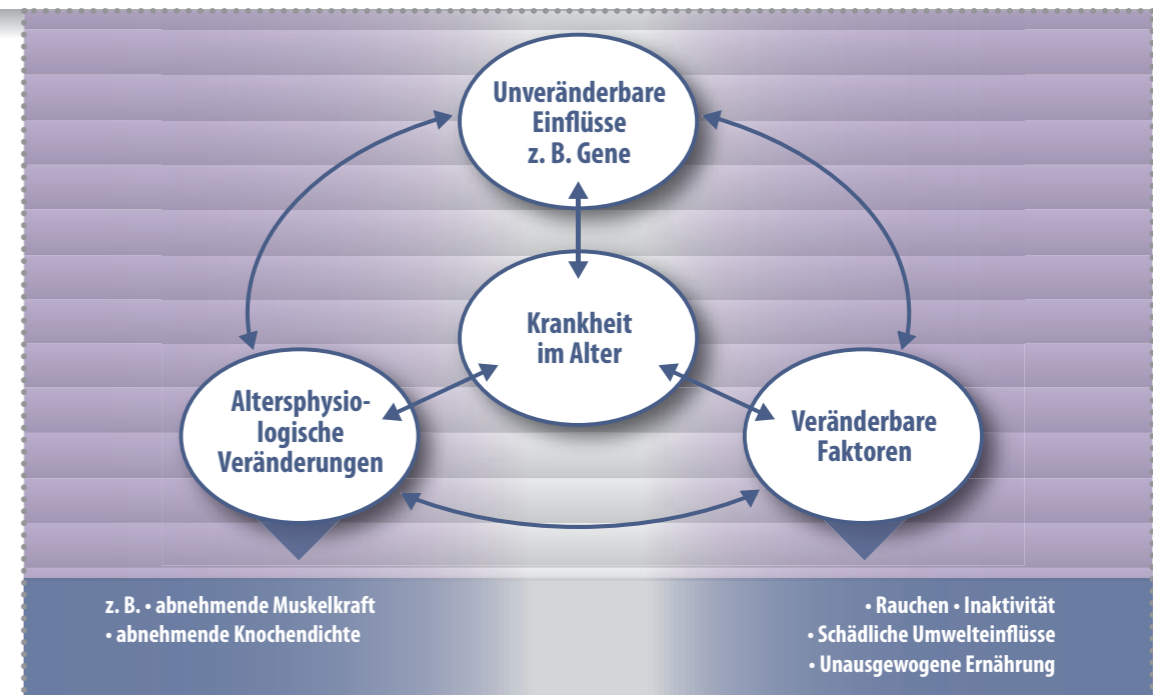 Unveränderbare
Einflüsse
z. B. Gene
Krankheit
im Alter
Altersphysio-
logische
Veränderungen
Veränderbare
Faktoren
z. B. • abnehmende Muskelkraft
• abnehmende Knochendichte
• Rauchen • Inaktivität
• Schädliche Umwelteinflüsse
• Unausgewogene Ernährung